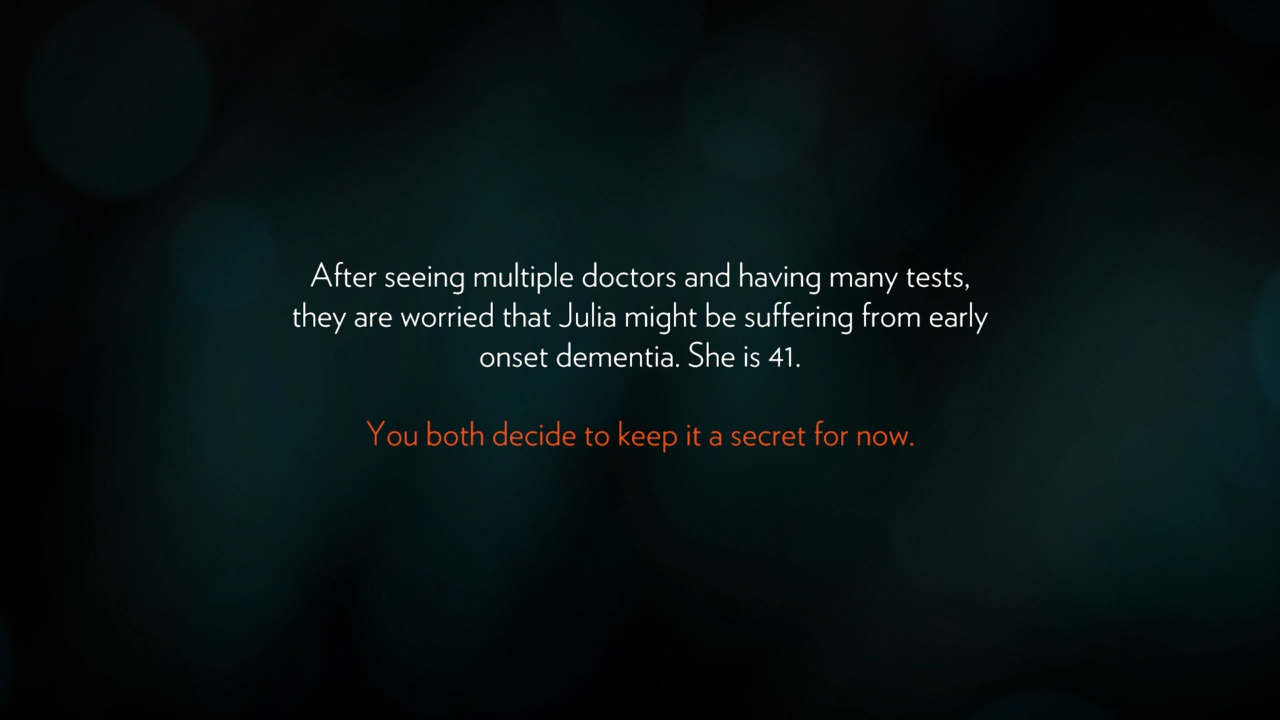 After seeing multiple doctors and having many tests,
they are worried that Julia might be suffering from early
onset dementia. She is 41.
You both decide to keep it a secret for now.